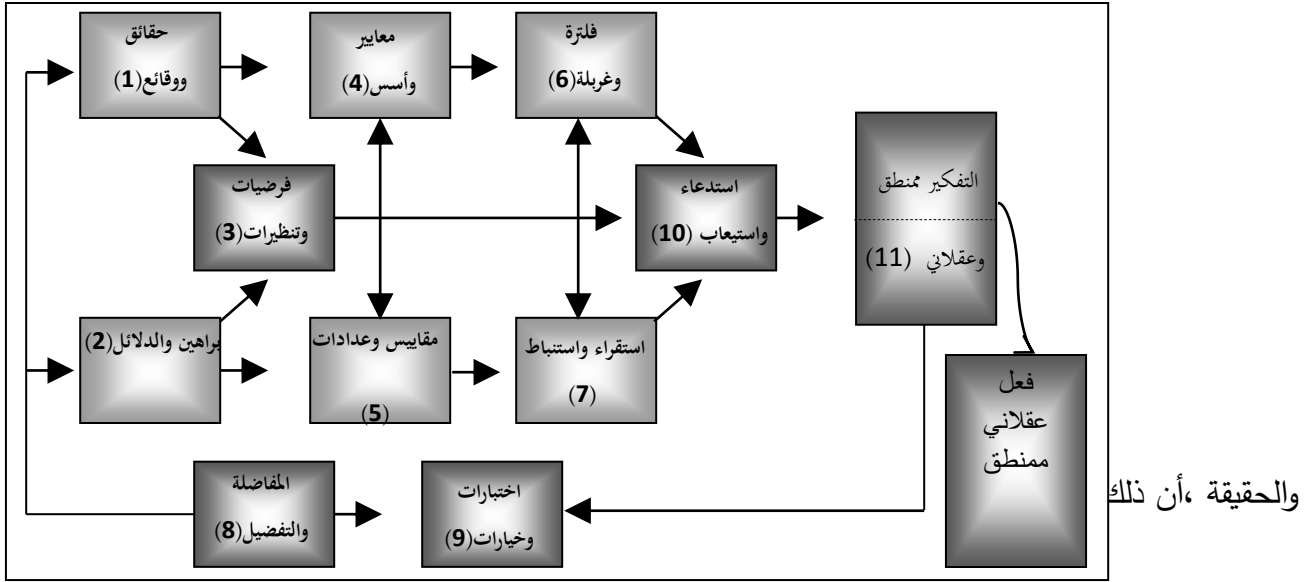 حقائق
ووقائع(1)
معايير
وأسس(4)
فلترة
وغربلة(6)
فرضيات
وتنظيرات(3)
استدعاء
واستيعاب (10)
التفكير ممنطق
وعقلاني (11)
براهين والدلائل(2)
مقاييس وعدادات
(5)
استقراء واستنباط
(7)
فعل
عقلاني
ممنطق
المفاضلة
والتفضيل(8)
اختبارات
وخيارات(9)
والحقيقة ،أن ذلك